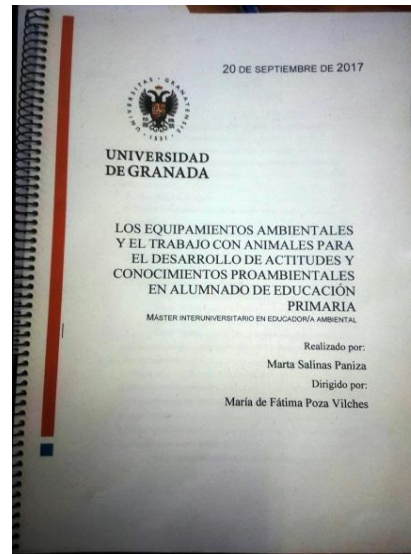 20 DE SEPTIEMBRE DE 2017
UNIVERSIDAD
DE GRANADA
LOS EQUIPAMIENTOS AMBIENTALES
Y EL TRABAJO CON ANIMALES PARA
EL DESARROLLO DE ACTITUDES Y
CONOCIMIENTOS PROAMBIENTALES
EN ALUMNADO DE EDUCACIÓN
PRIMARIA
MÁSTER INTERUNIVERSITARIO EN EDUCADOR/A AMBIENTAL
Realizado por:
Marta Salinas Paniza
Dirigido por:
María de Fátima Poza Vilches